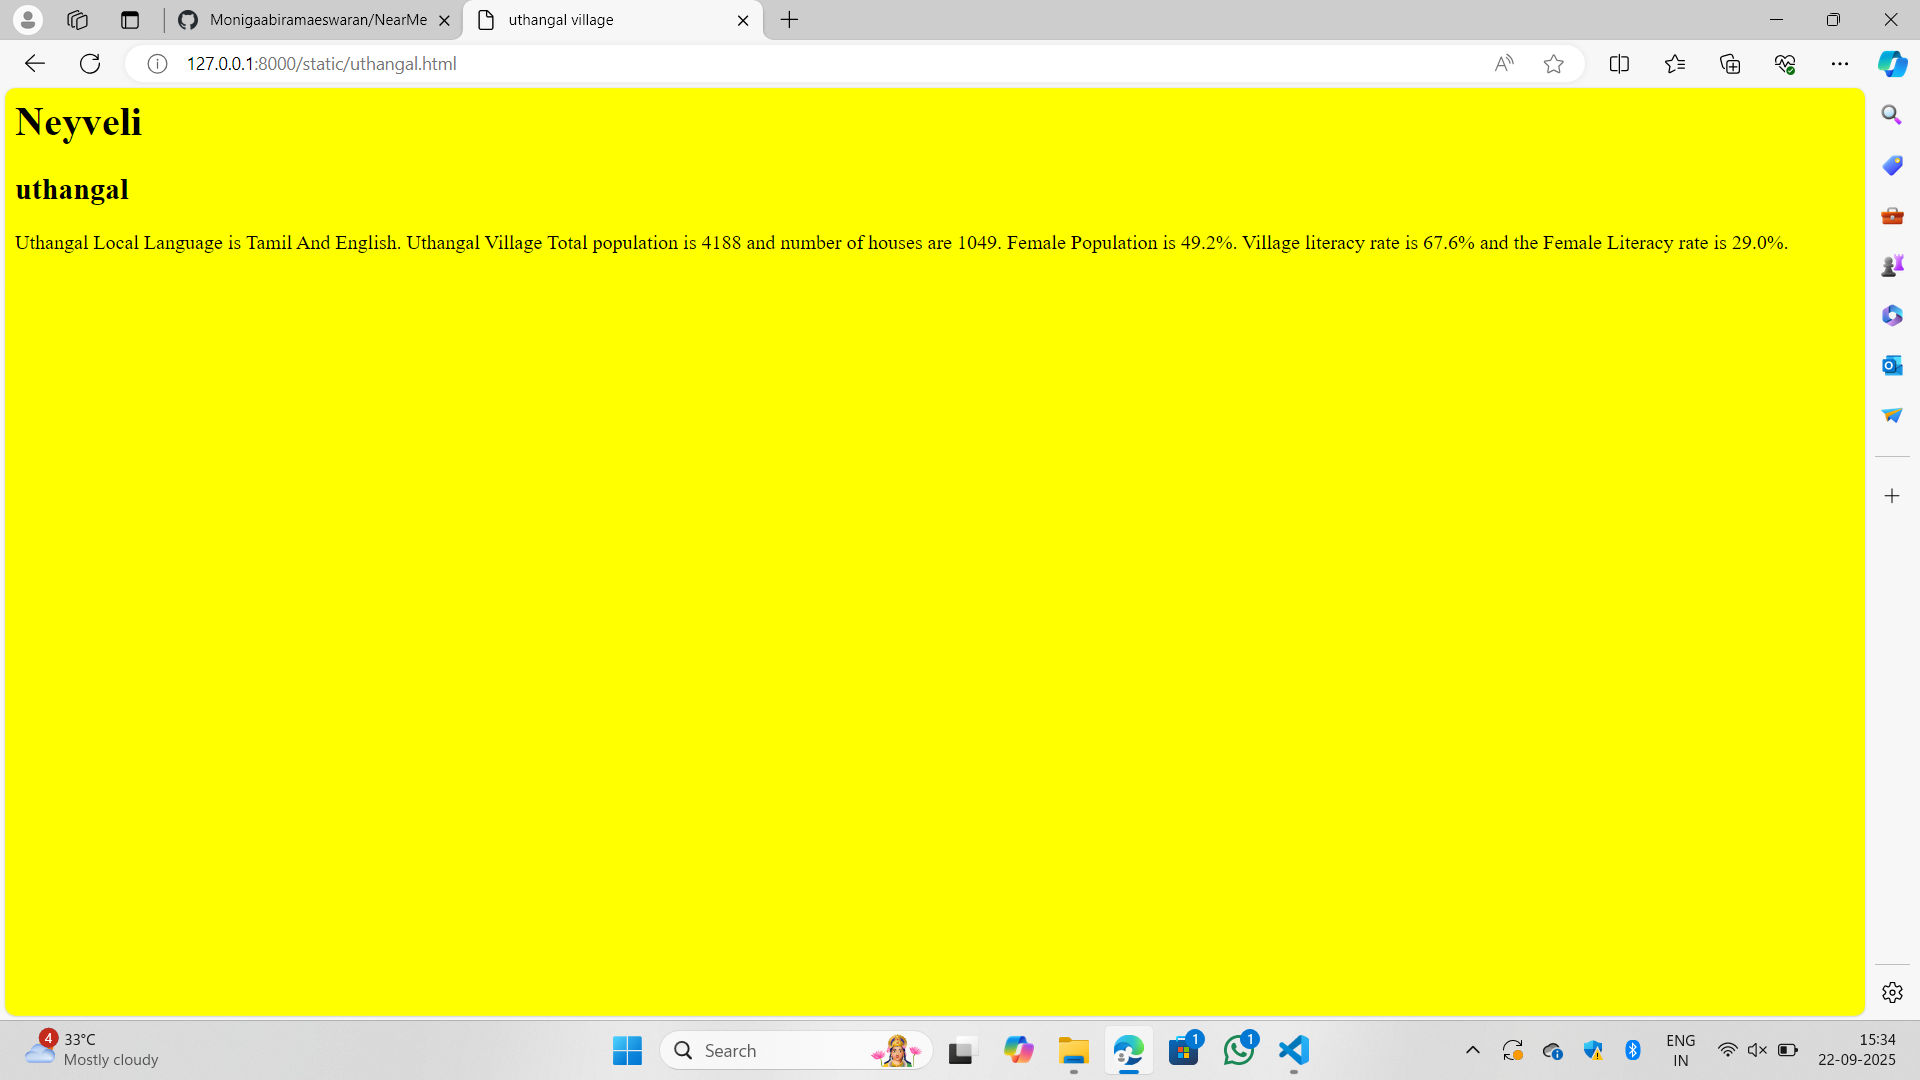 Monigaabiramaeswaran/NearMe
uthangal village
127.0.0.1:8000/static/uthangal.html
Neyveli
uthangal
Uthangal Local Language is Tamil And English. Uthangal Village Total population is 4188 and number of houses are 1049. Female Population is 49.2%. Village literacy rate is 67.6% and the Female Literacy rate is 29.0%.
4
33°C
Mostly cloudy
Search
1
1
ENG
IN
15:34
22-09-2025